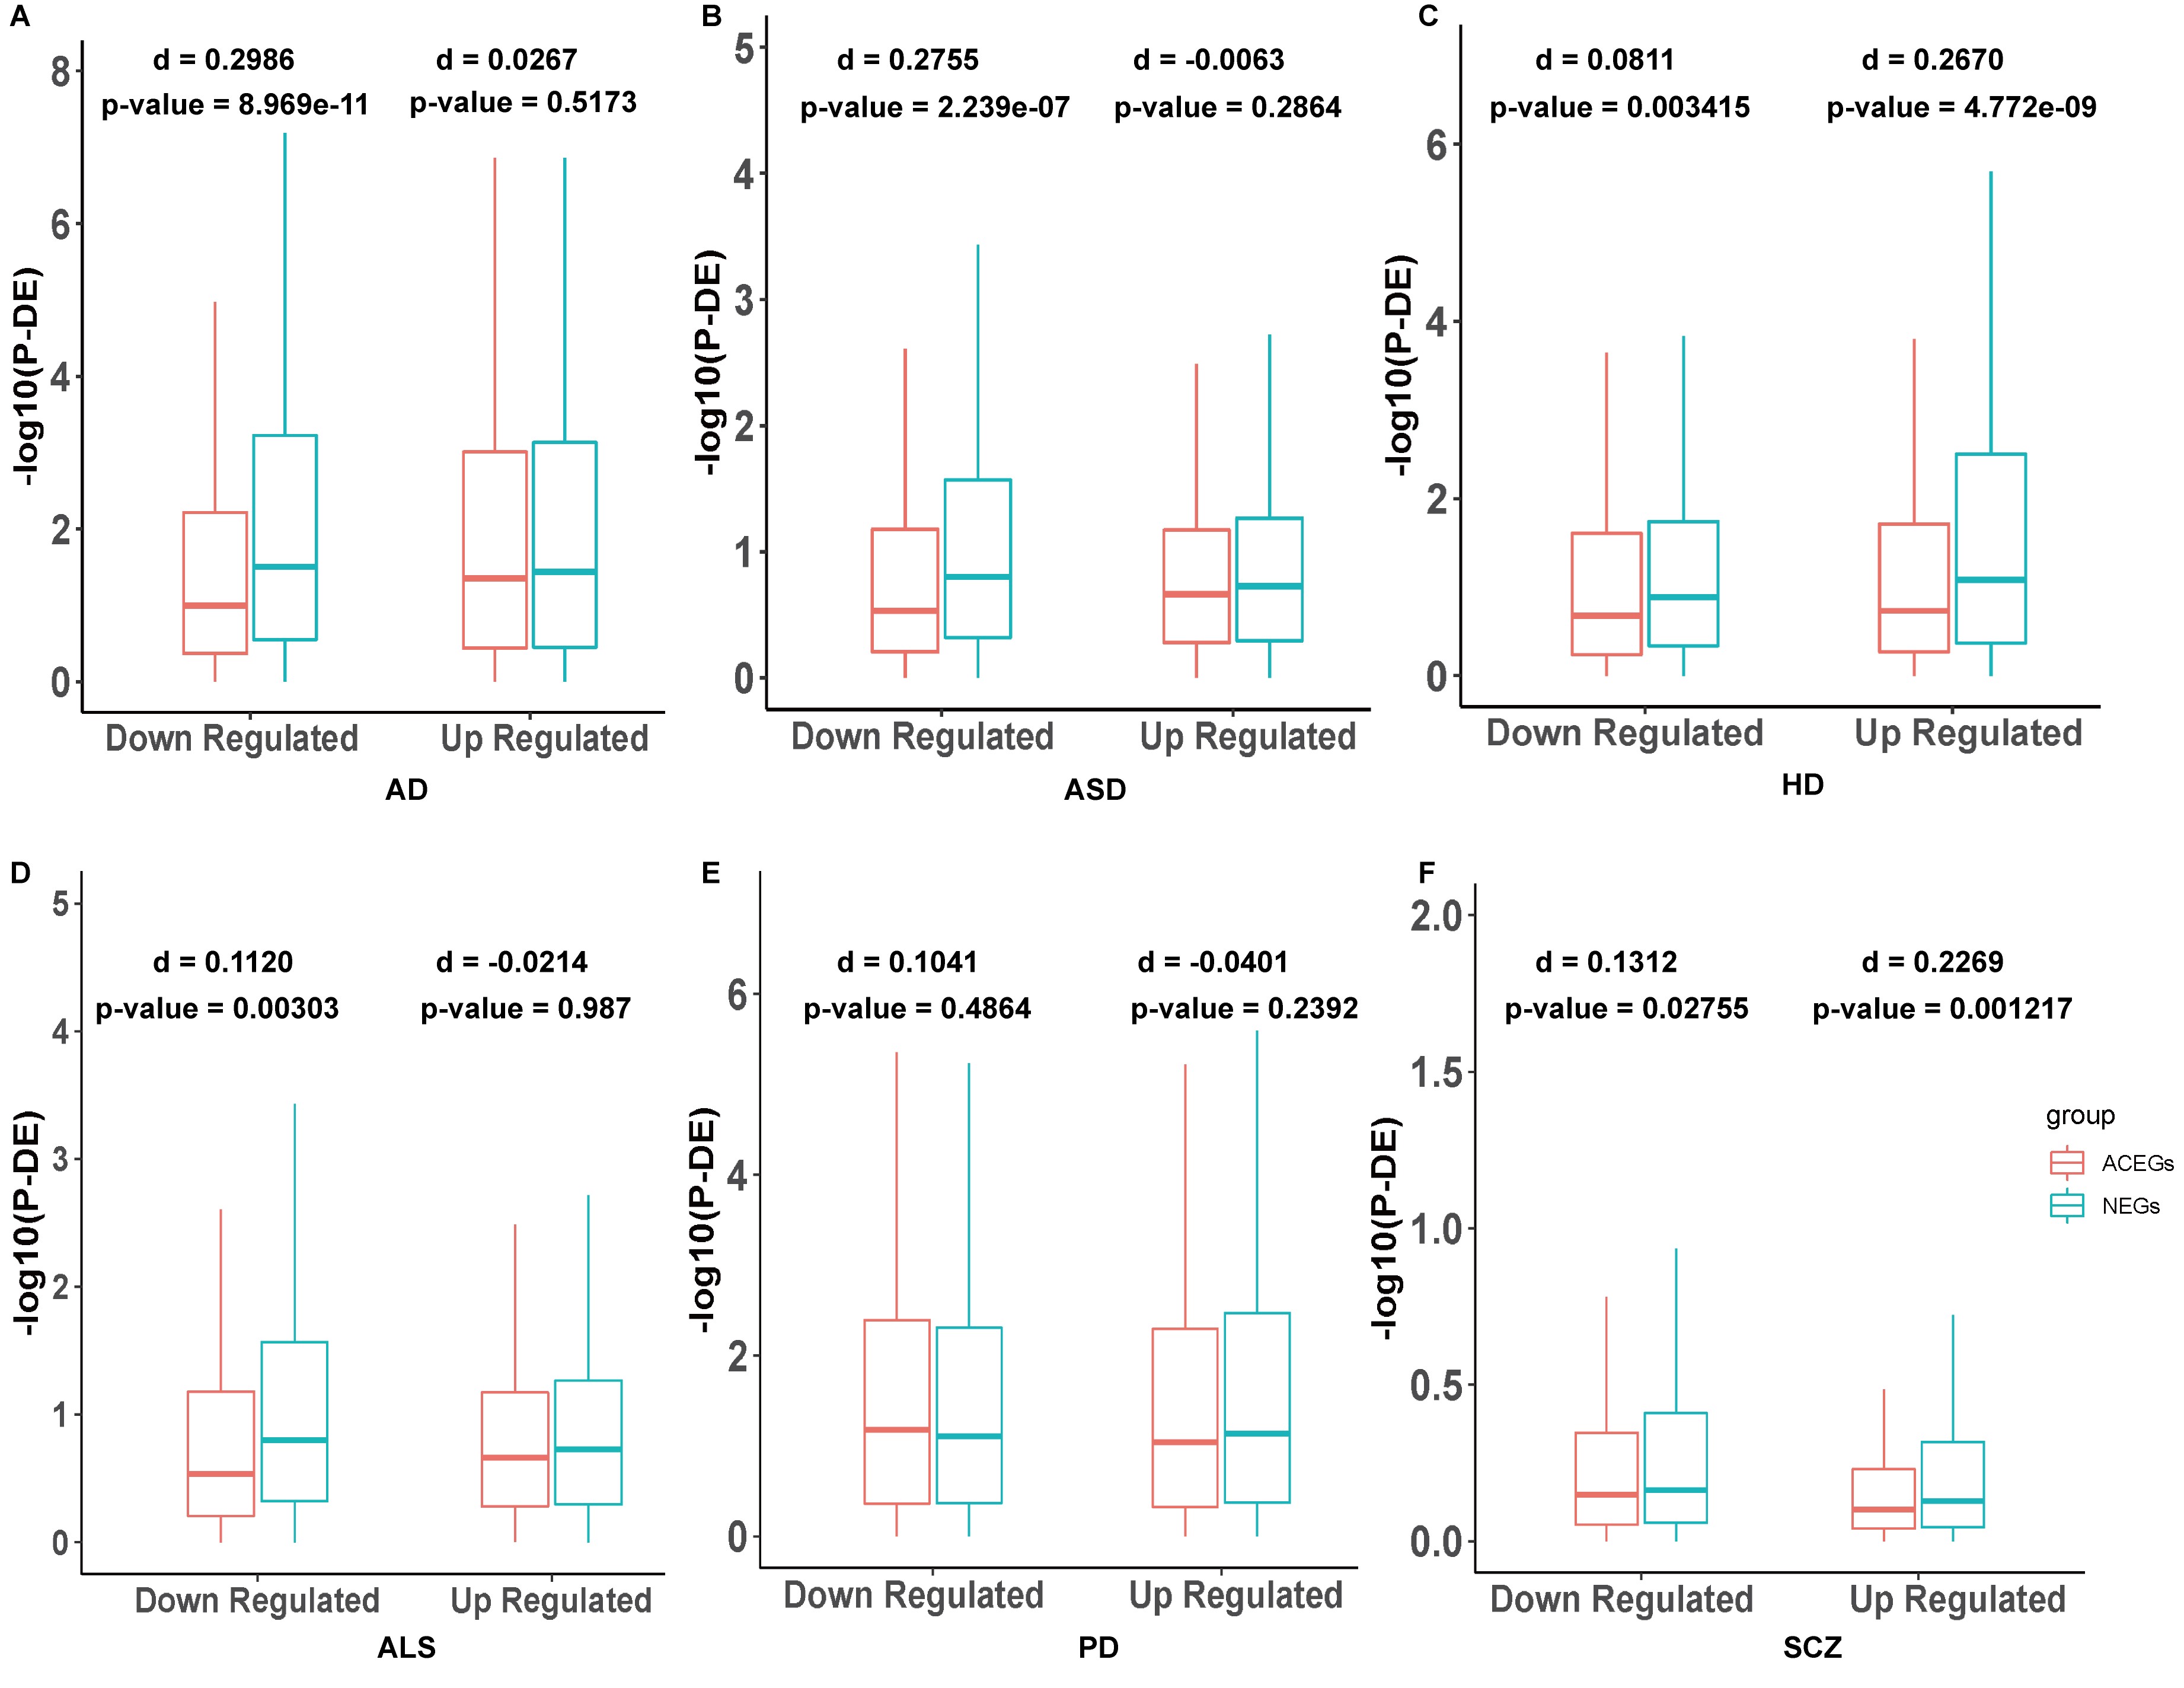 A
d = 0.2986
d = 0.0267
p-value = 8.969e-11
p-value = 0.5173
-log10(P-DE)
8
6
4
2
0
Down Regulated
Up Regulated
AD
B
d = 0.2755
d = -0.0063
p-value = 2.239e-07
p-value = 0.2864
-log10(P-DE)
5
4
3
2
1
0
Down Regulated
Up Regulated
ASD
C
d = 0.0811
d = 0.2670
p-value = 0.003415
p-value = 4.772e-09
-log10(P-DE)
6
4
2
0
Down Regulated
Up Regulated
HD
D
d = 0.1120
d = -0.0214
p-value = 0.00303
p-value = 0.987
-log10(P-DE)
5
4
3
2
1
0
Down Regulated
Up Regulated
ALS
E
d = 0.1041
d = -0.0401
p-value = 0.4864
p-value = 0.2392
-log10(P-DE)
6
4
2
0
Down Regulated
Up Regulated
PD
F
d = 0.1312
d = 0.2269
p-value = 0.02755
p-value = 0.001217
-log10(P-DE)
2.0
1.5
1.0
0.5
0.0
Down Regulated
Up Regulated
SCZ
group
ACEGs
NEGs